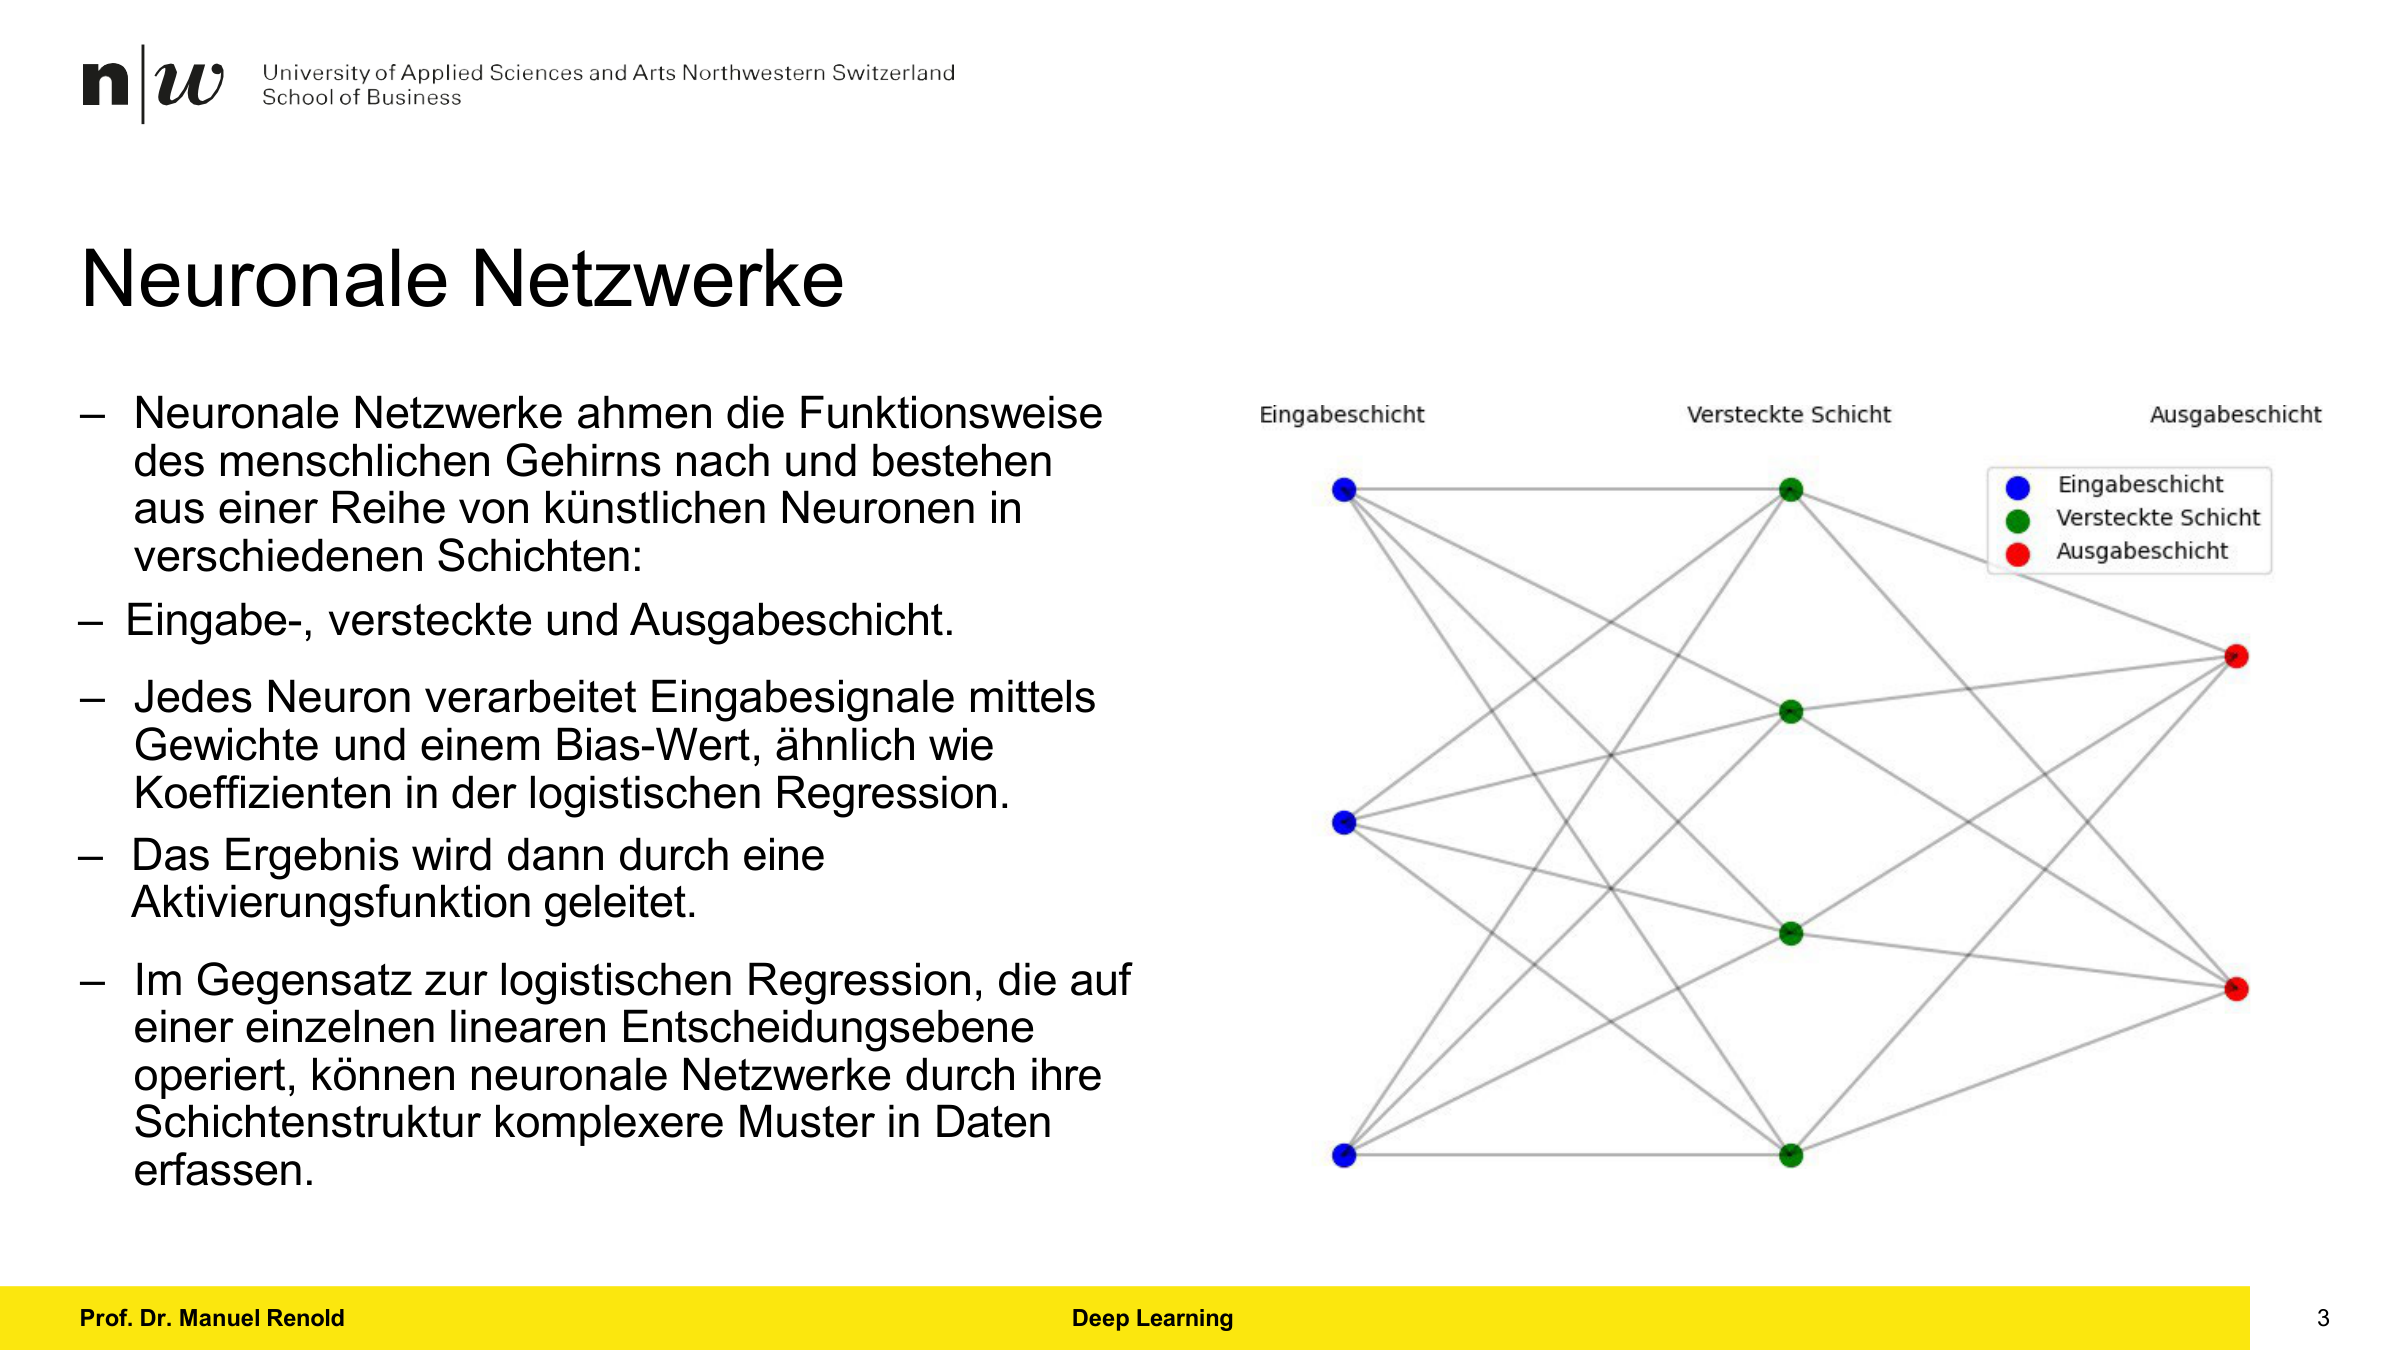 n|w
University of Applied Sciences and Arts Northwestern Switzerland
School of Business
Neuronale Netzwerke
– Neuronale Netzwerke ahmen die Funktionsweise
des menschlichen Gehirns nach und bestehen
aus einer Reihe von künstlichen Neuronen in
verschiedenen Schichten:
– Eingabe-, versteckte und Ausgabeschicht.
– Jedes Neuron verarbeitet Eingabesignale mittels
Gewichte und einem Bias-Wert, ähnlich wie
Koeffizienten in der logistischen Regression.
– Das Ergebnis wird dann durch eine
Aktivierungsfunktion geleitet.
– Im Gegensatz zur logistischen Regression, die auf
einer einzelnen linearen Entscheidungsebene
operiert, können neuronale Netzwerke durch ihre
Schichtenstruktur komplexere Muster in Daten
erfassen.
Eingabeschicht Versteckte Schicht Ausgabeschicht
Eingabeschicht
Versteckte Schicht
Ausgabeschicht
Prof. Dr. Manuel Renold Deep Learning 3